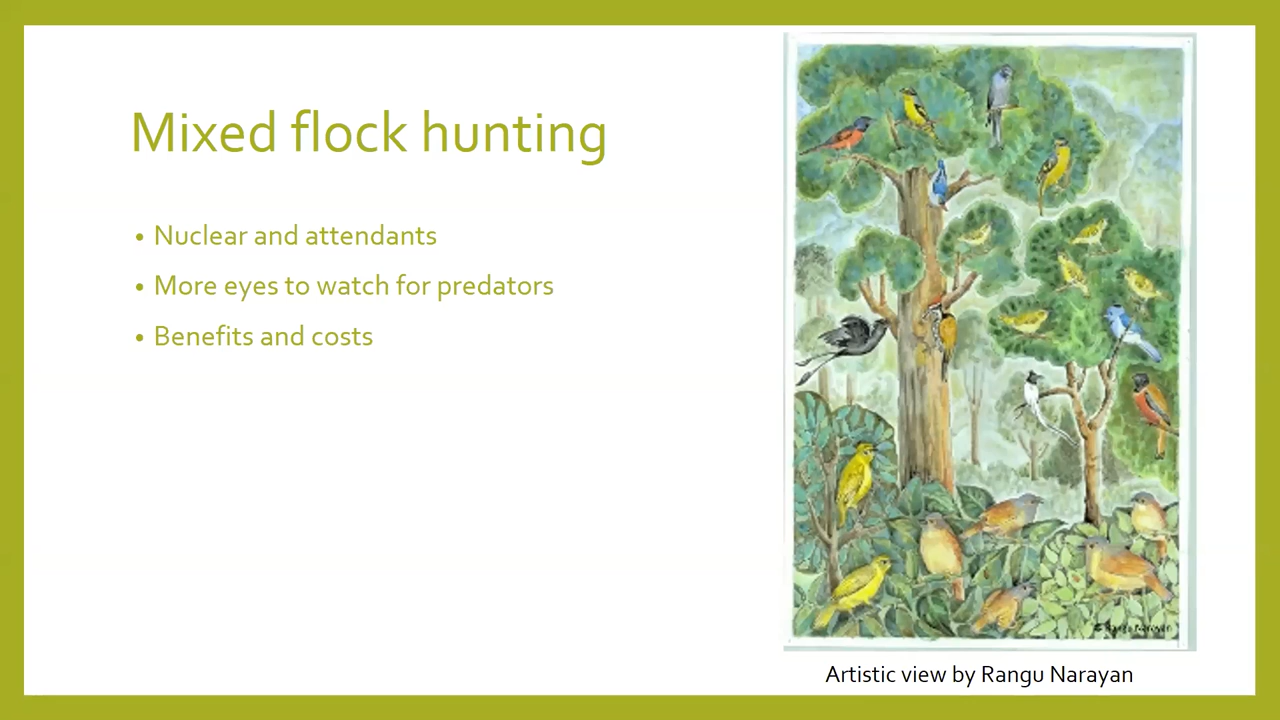 Mixed flock hunting
• Nuclear and attendants
• More eyes to watch for predators
• Benefits and costs
Artistic view by Rangu Narayan